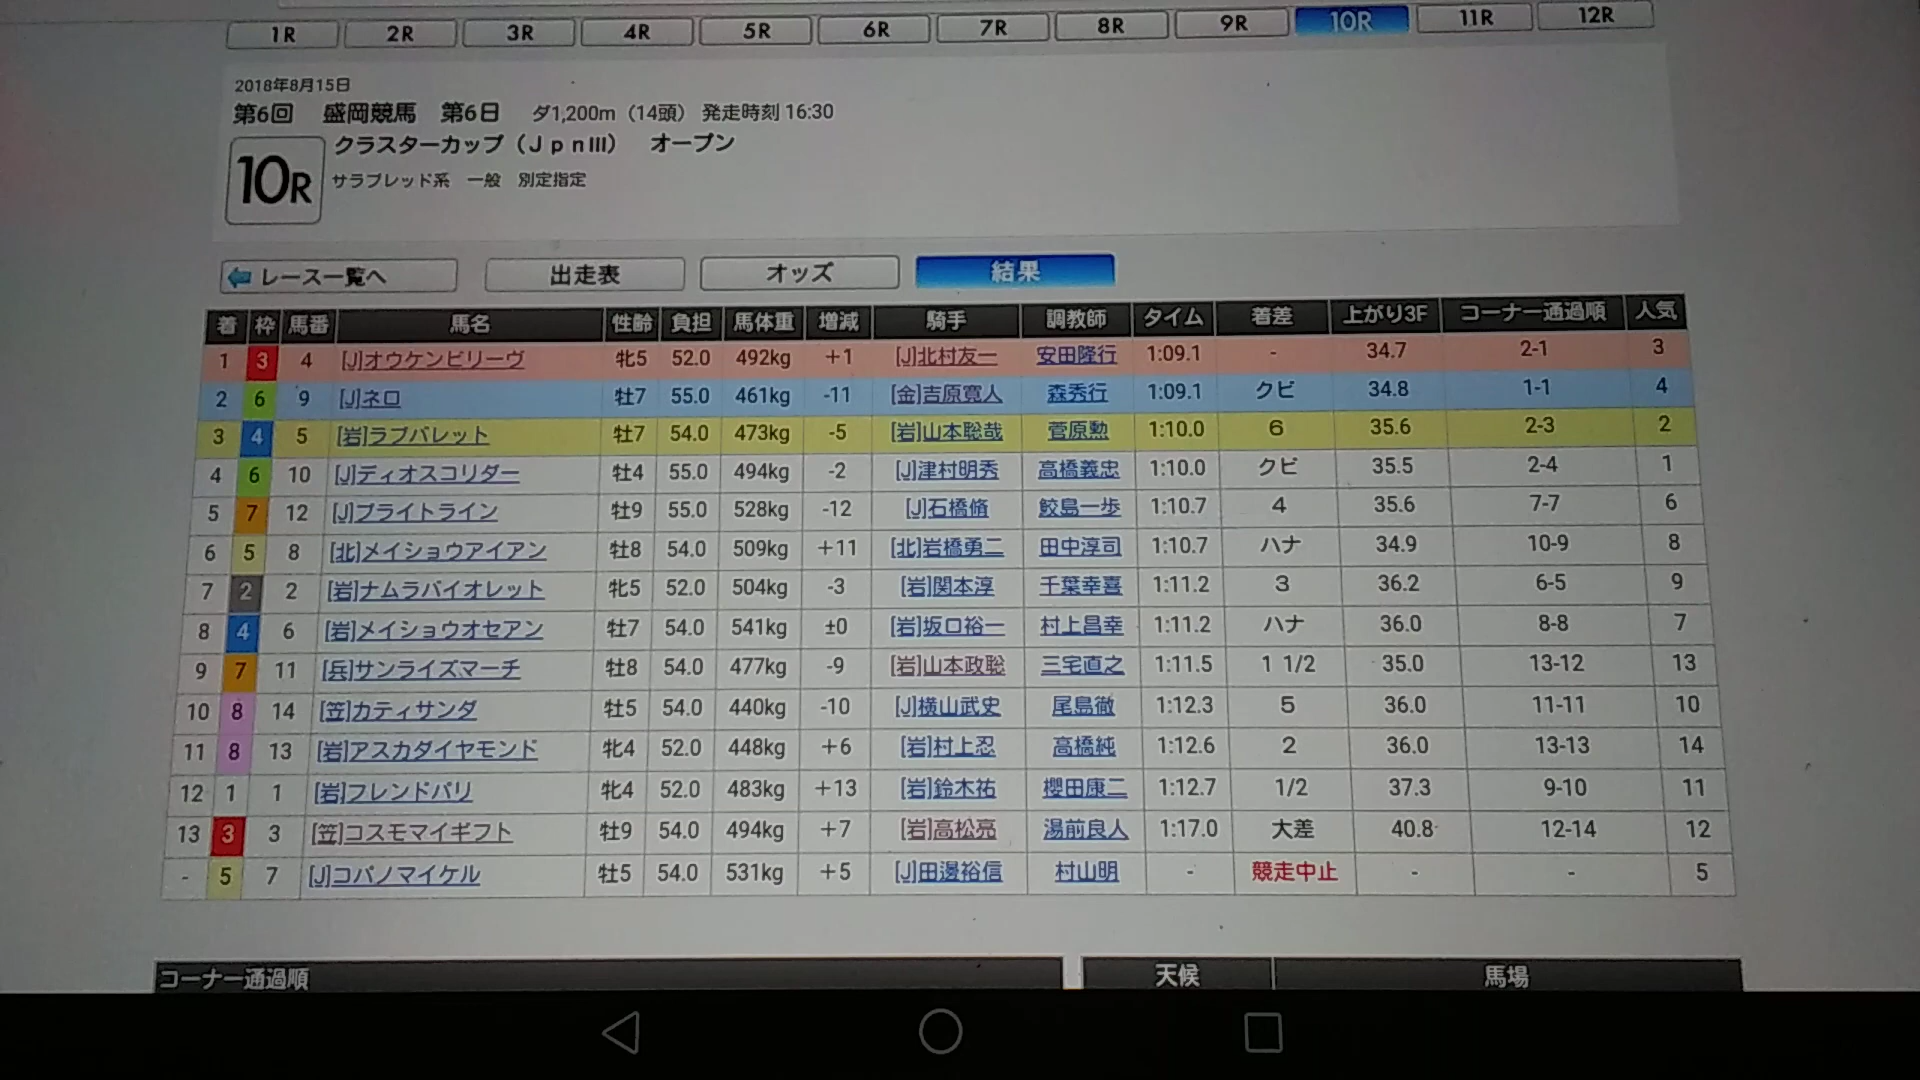 1R 2R 3R 4R 5R 6R 7R 8R 9R 10R 11R 12R
2018年8月15日
第6回 盛岡競馬 第6日 ダ1,200m（14頭） 発走時刻 16:30
10R
クラスターカップ（ＪｐｎIII） オープン
サラブレッド系 一般 別定指定
レース一覧へ 出走表 オッズ 結果
着 枠 馬番 馬名 性齢 負担 馬体重 増減 騎手 調教師 タイム 着差 上がり3F コーナー通過順 人気
1 3 4 [J]オウケンビリーヴ 牝5 52.0 492kg +1 [J]北村友一 安田隆行 1:09.1 - 34.7 2-1 3
2 6 9 [J]ネロ 牡7 55.0 461kg -11 [金]吉原寛人 森秀行 1:09.1 クビ 34.8 1-1 4
3 4 5 [岩]ラブバレット 牡7 54.0 473kg -5 [岩]山本聡哉 菅原勲 1:10.0 6 35.6 2-3 2
4 6 10 [J]ディオスコリダー 牡4 55.0 494kg -2 [J]津村明秀 高橋義忠 1:10.0 クビ 35.5 2-4 1
5 7 12 [J]ブライトライン 牡9 55.0 528kg -12 [J]石橋脩 鮫島一歩 1:10.7 4 35.6 7-7 6
6 5 8 [北]メイショウアイアン 牡8 54.0 509kg +11 [北]岩橋勇二 田中淳司 1:10.7 ハナ 34.9 10-9 8
7 2 2 [岩]ナムラバイオレット 牝5 52.0 504kg -3 [岩]関本淳 千葉幸喜 1:11.2 3 36.2 6-5 9
8 4 6 [岩]メイショウオセアン 牡7 54.0 541kg ±0 [岩]坂口裕一 村上昌幸 1:11.2 ハナ 36.0 8-8 7
9 7 11 [兵]サンライズマーチ 牡8 54.0 477kg -9 [岩]山本政聡 三宅直之 1:11.5 1 1/2 35.0 13-12 13
10 8 14 [笠]カティサンダ 牡5 54.0 440kg -10 [J]横山武史 尾島徹 1:12.3 5 36.0 11-11 10
11 8 13 [岩]アスカダイヤモンド 牝4 52.0 448kg +6 [岩]村上忍 高橋純 1:12.6 2 36.0 13-13 14
12 1 1 [岩]フレンドパリ 牝4 52.0 483kg +13 [岩]鈴木祐 櫻田康二 1:12.7 1/2 37.3 9-10 11
13 3 3 [笠]コスモマイギフト 牡9 54.0 494kg +7 [岩]高松亮 湯前良人 1:17.0 大差 40.8 12-14 12
- 5 7 [J]コパノマイケル 牡5 54.0 531kg +5 [J]田邊裕信 村山明 - 競走中止 - - 5
コーナー通過順 天候 馬場